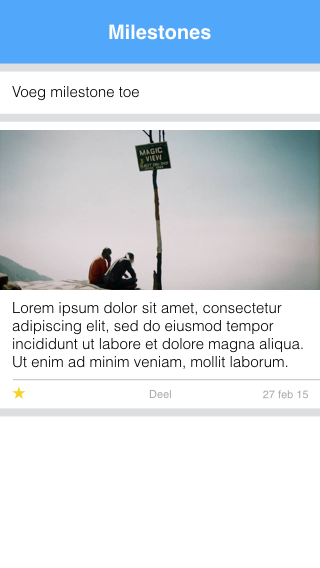 Milestones
Voeg milestone toe
MAGIC
VIEW
Lorem ipsum dolor sit amet, consectetur
adipiscing elit, sed do eiusmod tempor
incididunt ut labore et dolore magna aliqua.
Ut enim ad minim veniam, mollit laborum.
Deel
27 feb 15